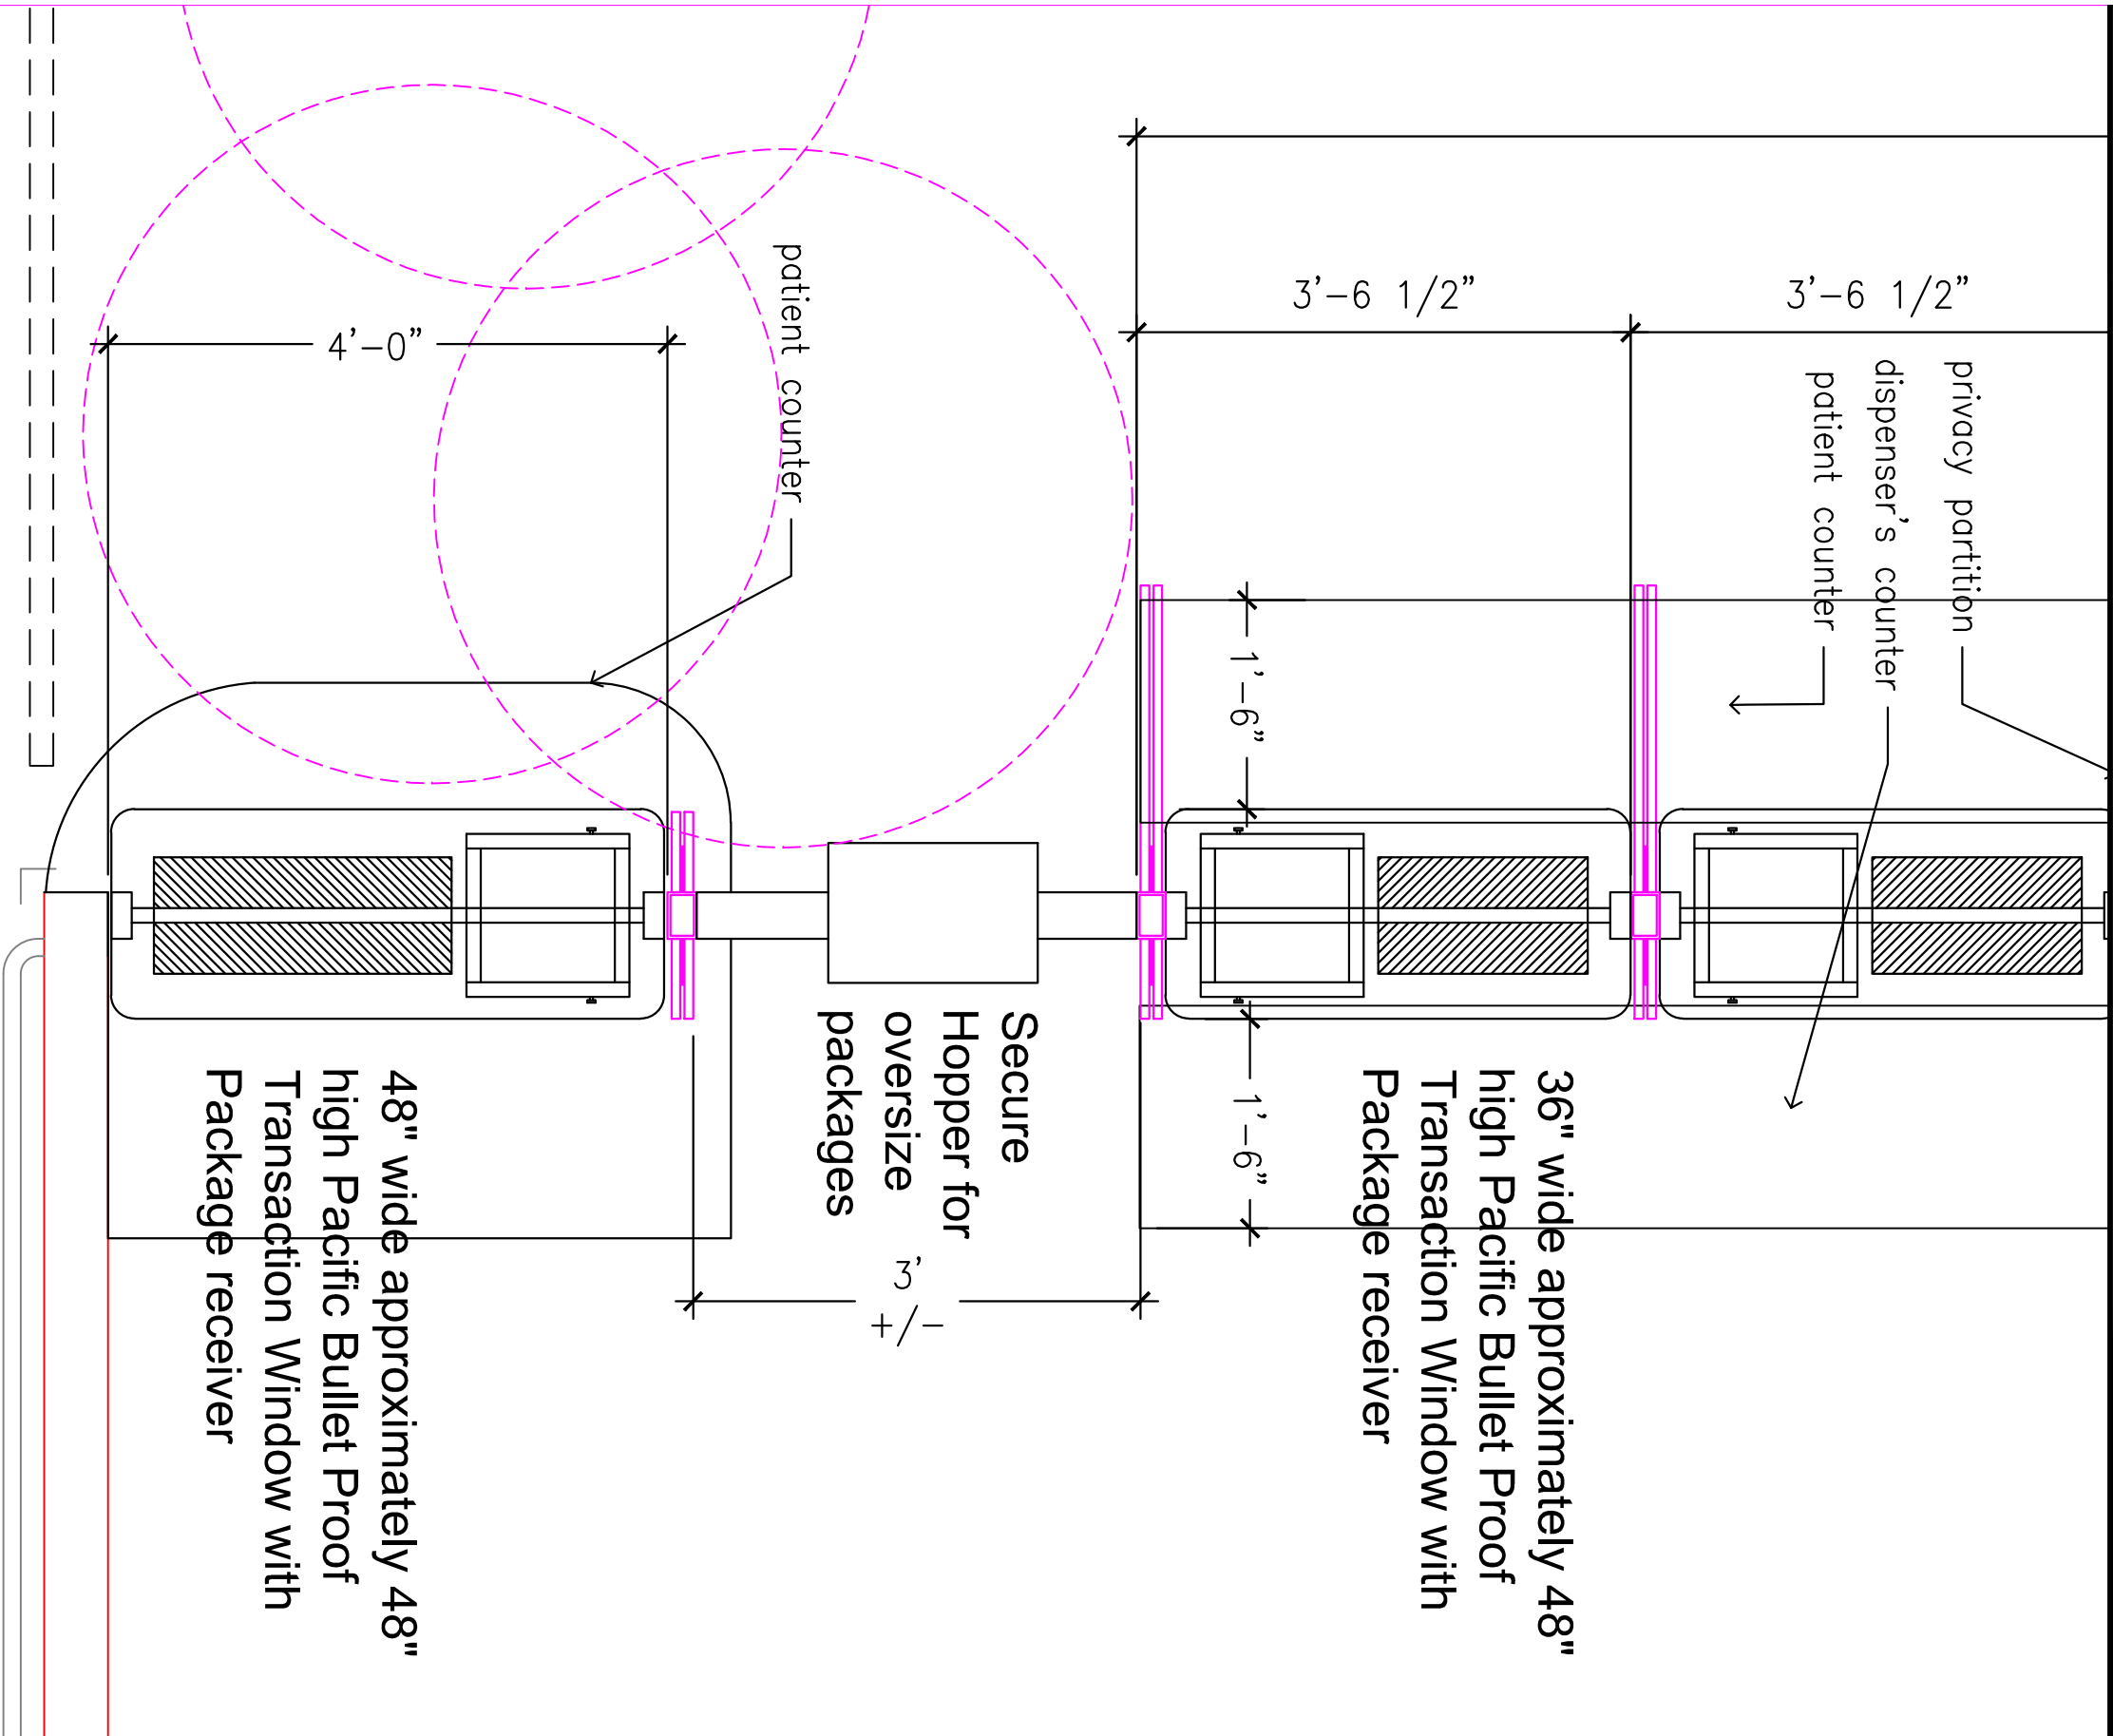 3'-6 1/2"
3'-6 1/2"
4'-0"
patient counter
privacy partition
dispenser's counter
patient counter
1'-6"
1'-6"
Secure
Hopper for
oversize
packages
3'
+/-
36" wide approximately 48"
high Pacific Bullet Proof
Transaction Window with
Package receiver
48" wide approximately 48"
high Pacific Bullet Proof
Transaction Window with
Package receiver